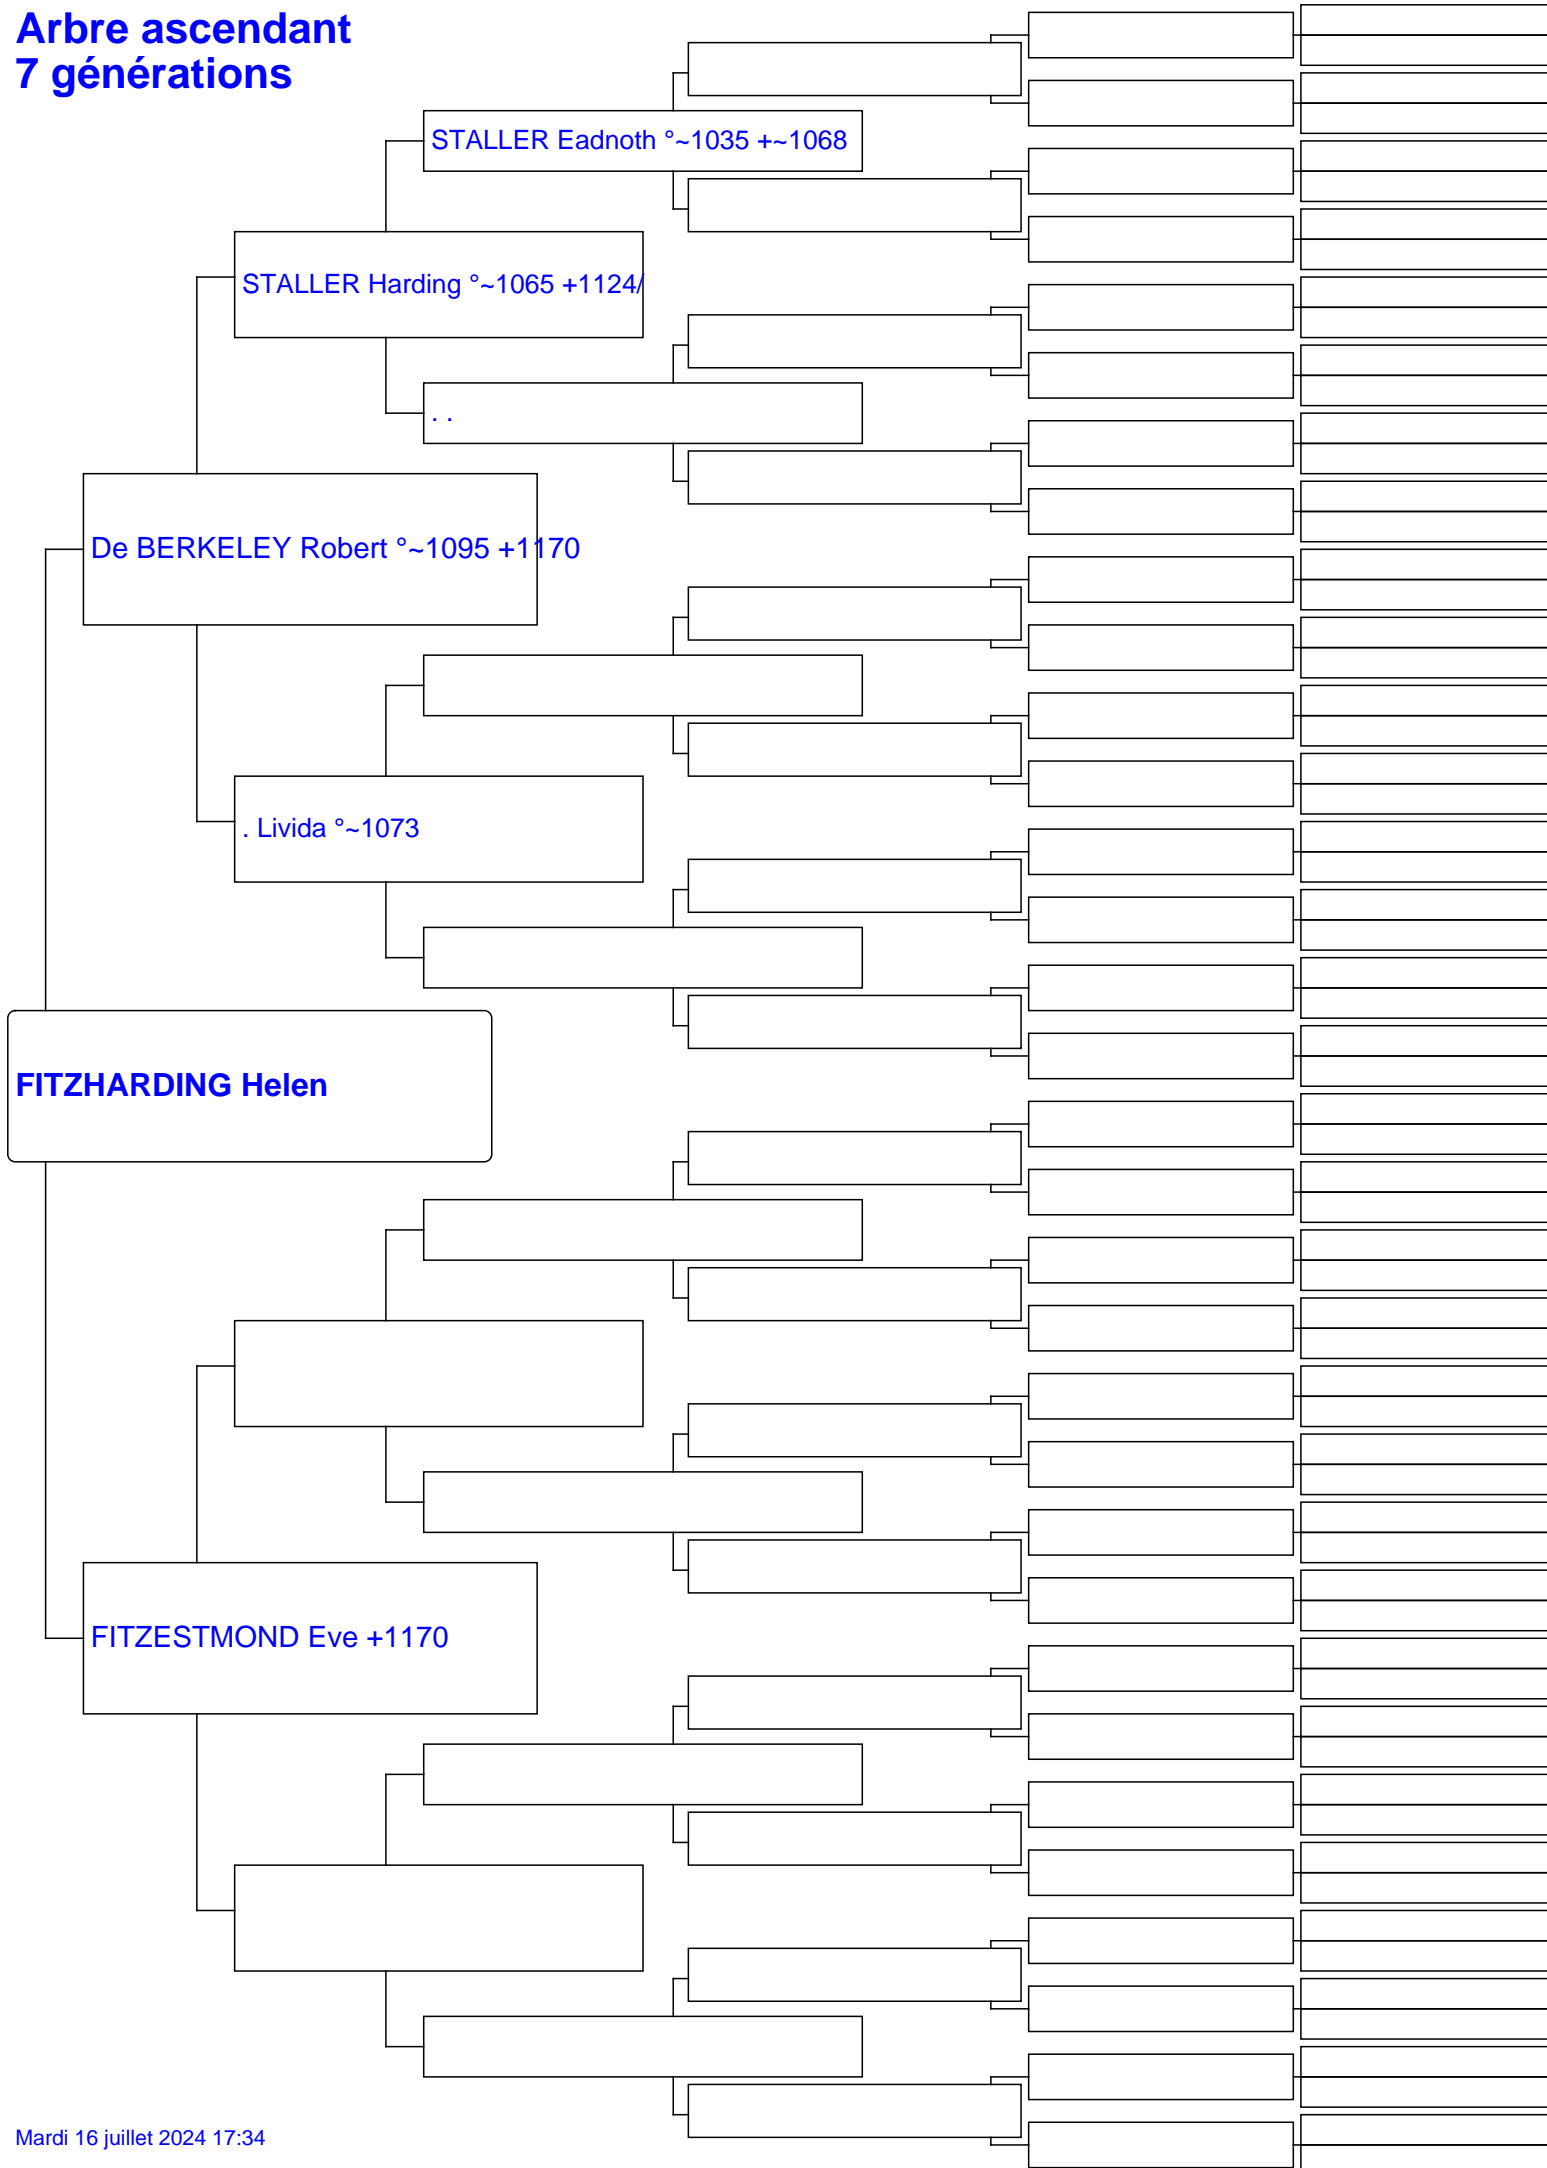 Arbre ascendant
7 générations
STALLER Eadnoth °~1035 +~1068
STALLER Harding °~1065 +1124/
. .
De BERKELEY Robert °~1095 +1170
. Livida °~1073
FITZHARDING Helen
FITZESTMOND Eve +1170
Mardi 16 juillet 2024 17:34